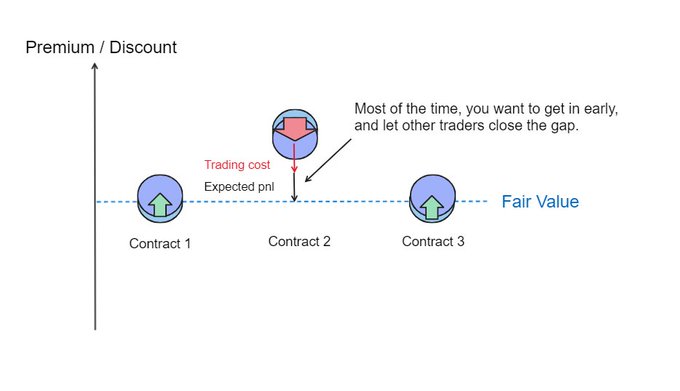 Premium / Discount
Most of the time, you want to get in early,
and let other traders close the gap.
Trading cost
Expected pnl
Fair Value
Contract 1
Contract 2
Contract 3